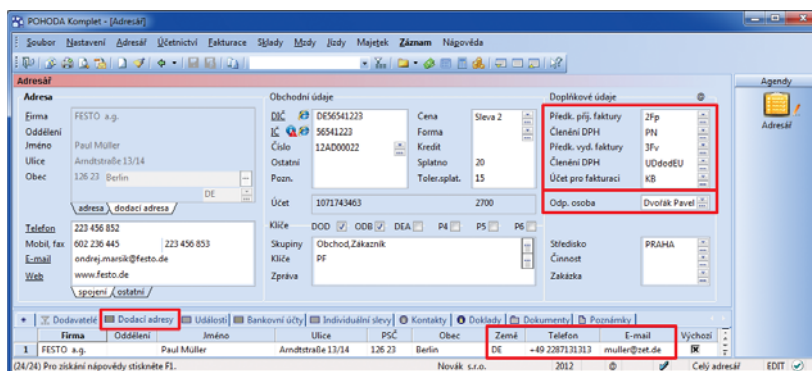 POHODA Komplet - [Adresář]
Soubor Nastavení Adresář Účetnictví Fakturace Sklady Mzdy Jízdy Majetek Záznam Nápověda
Adresář
Agendy
Adresa
Obchodní údaje
Doplňkové údaje
Firma FESTO a.g.
DIČ DE56541223
Cena Sleva 2
Předk. přij. faktury 2Fp
Adresář
Oddělení
IČ 56541223
Forma
Členění DPH PN
Jméno Paul Müller
Číslo 12AD00022
Kredit
Předk. vyd. faktury 3Fv
Ulice Arndtstraße 13/14
Ostatní
Splatno 20
Členění DPH UDdodEU
Obec 126 23 Berlin
Pozn.
Toler.splat. 15
Účet pro fakturaci KB
DE
Účet 1071743463 2700
Odp. osoba Dvořák Pavel
adresa dodací adresa
Telefon 223 456 852
Klíče DOD ODB DEA P4 P5 P6
Mobil, fax 602 236 445 223 456 853
Skupiny Obchod,Zákazník
Středisko PRAHA
E-mail ondrej.marsik@festo.de
Klíče PF
Činnost
Web www.festo.de
Zpráva
Zakázka
spojení ostatní
Dodavatelé Dodací adresy Události Bankovní účty Individuální slevy Kontakty Doklady Dokumenty Poznámky
Firma Oddělení Jméno Ulice PSČ Obec Země Telefon E-mail Výchozí
1 FESTO a.g. Paul Müller Arndtstraße 13/14 126 23 Berlin DE +49 2287131313 muller@zet.de
(24/24) Pro získání nápovědy stiskněte F1. Novák s.r.o. 2012 Celý adresář EDIT